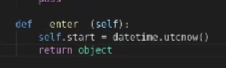 def __enter__(self):
self.start = datetime.utcnow()
return object